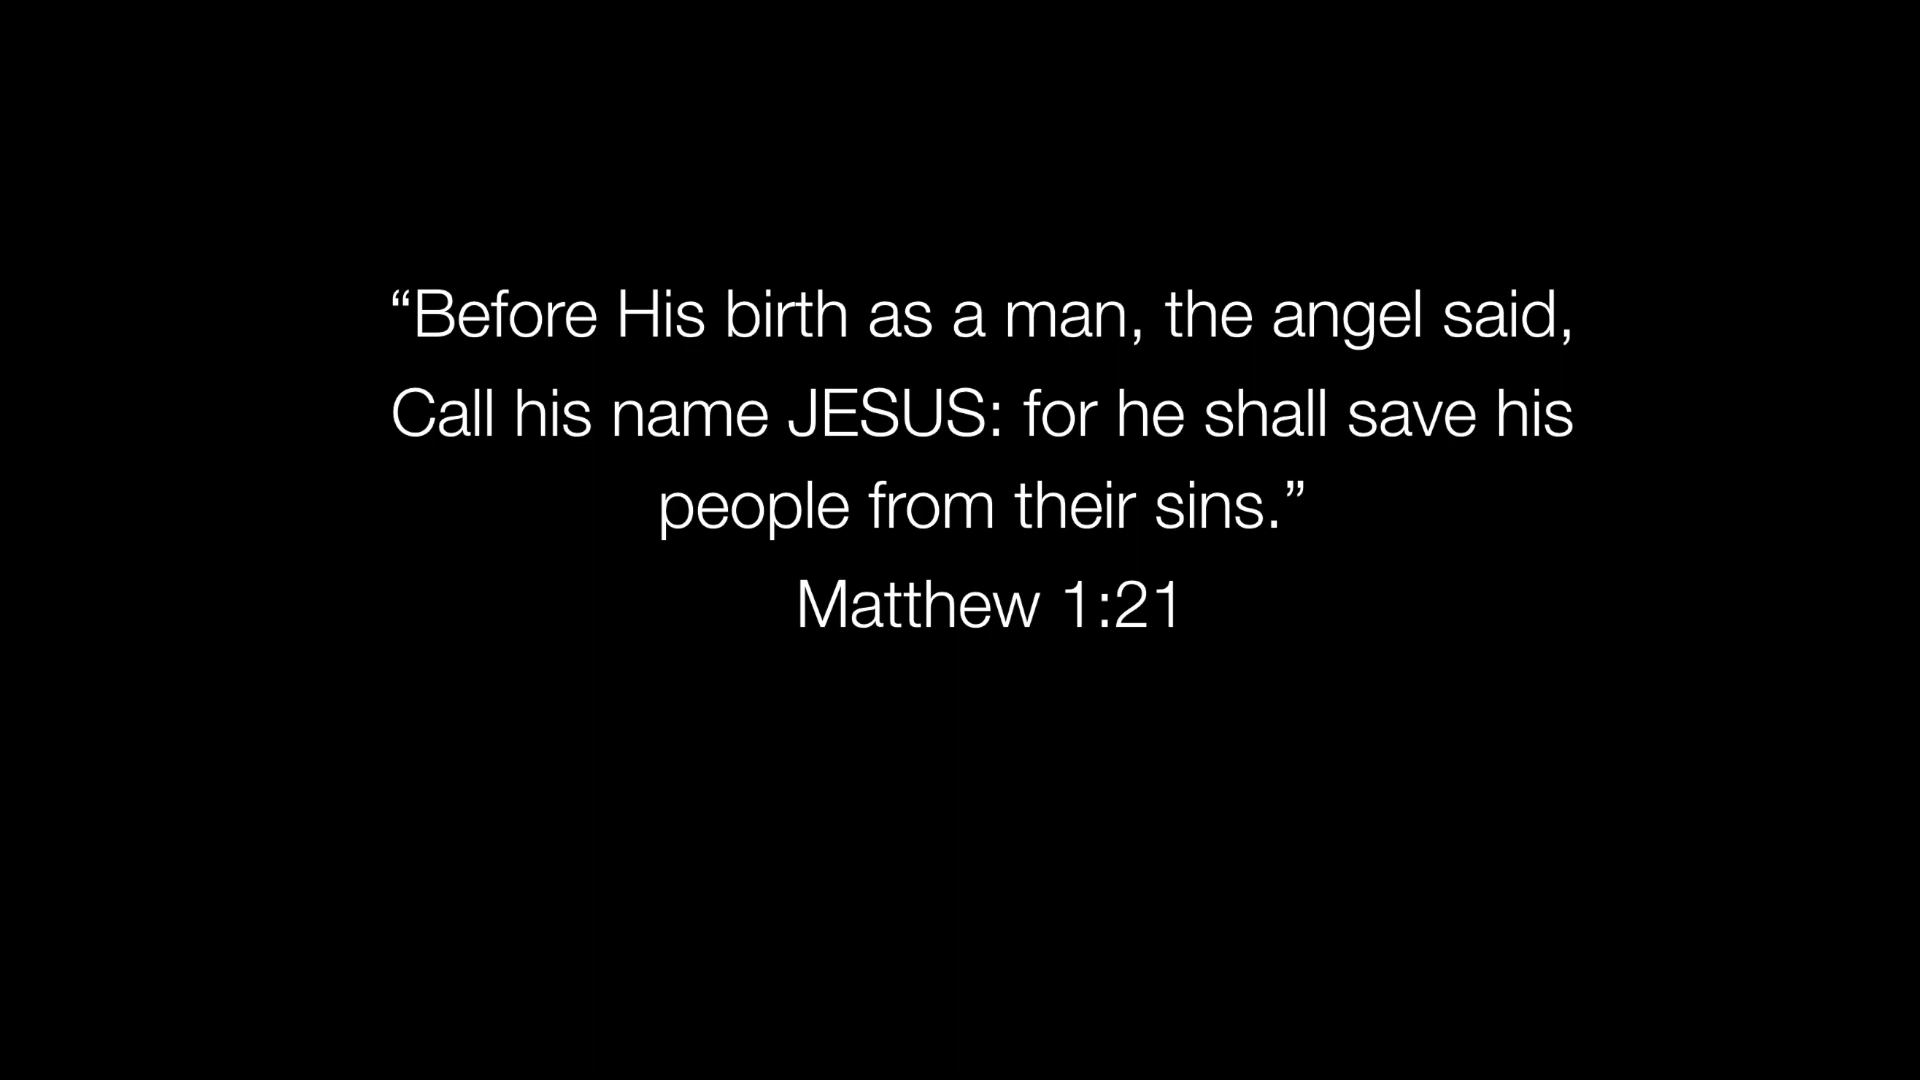 “Before His birth as a man, the angel said,
Call his name JESUS: for he shall save his
people from their sins.”
Matthew 1:21